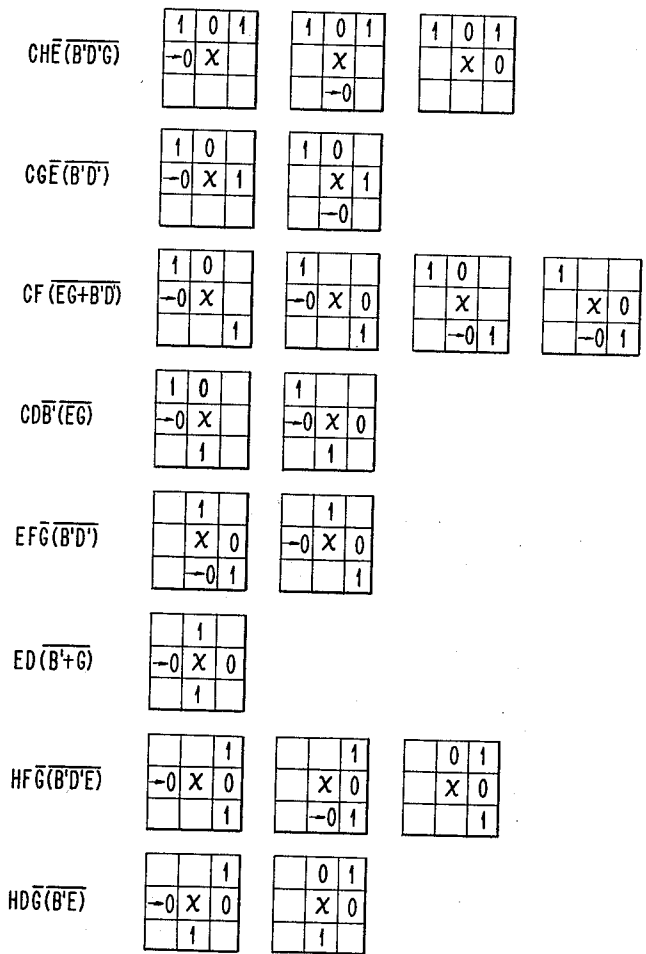 CHE̅(B̅'̅D̅'̅G̅)
1 0 1 1 0 1 1 0 1
→0 X X X 0
→0
CGE̅(B̅'̅D̅'̅)
1 0 1 0
→0 X 1 X 1
→0
CF(E̅G̅+̅B̅'̅D̅'̅)
1 0 1 1 0 1
→0 X →0 X 0 X X 0
1 1 →0 1 →0 1
CDB̅'(E̅G̅)
1 0 1
→0 X →0 X 0
1 1
EFG̅(B̅'̅D̅'̅)
1 1
X 0 →0 X 0
→0 1 1
ED(B̅'̅+̅G̅)
1
→0 X 0
1
HFG̅(B̅'̅D̅'̅E̅)
1 1 0 1
→0 X 0 X 0 X 0
1 →0 1 1
HDG̅(B̅'̅E̅)
1 0 1
→0 X 0 X 0
1 1